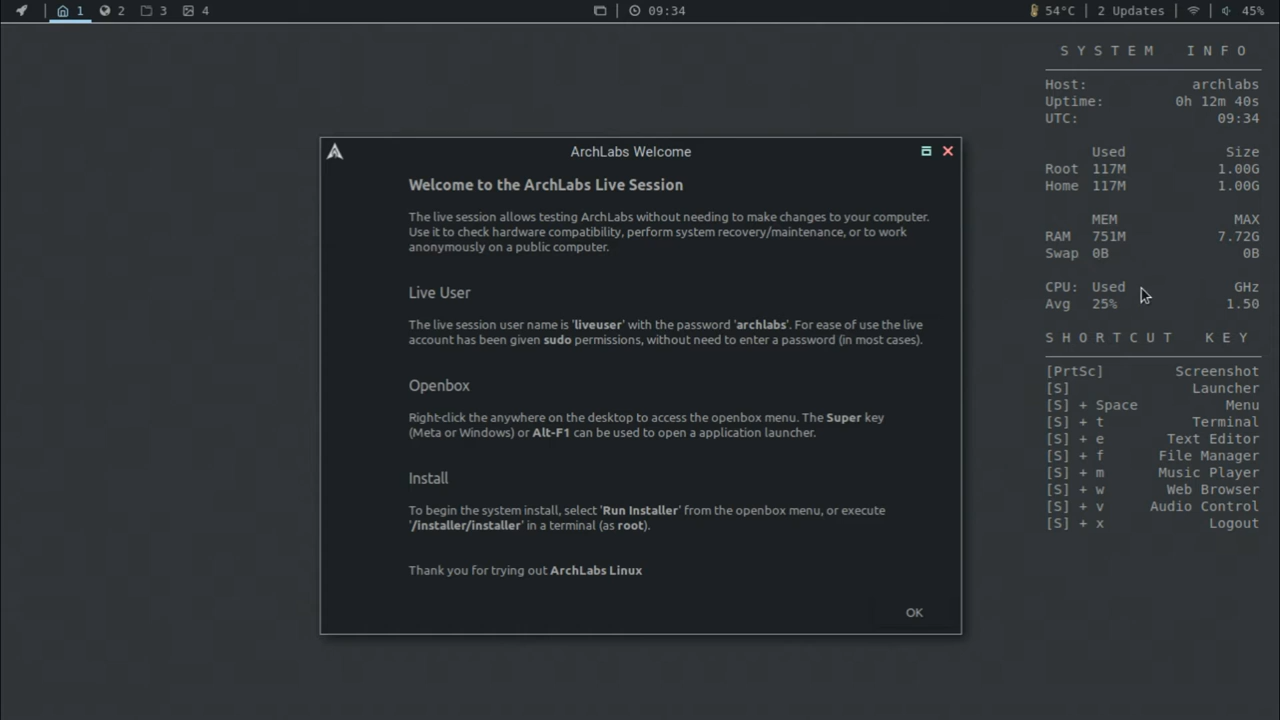 1 2 3 4 09:34 54°C 2 Updates 45%
SYSTEM INFO
Host: archlabs
Uptime: 0h 12m 40s
UTC: 09:34
Used Size
Root 117M 1.00G
Home 117M 1.00G
MEM MAX
RAM 751M 7.72G
Swap 0B 0B
CPU: Used GHz
Avg 25% 1.50
SHORTCUT KEY
[PrtSc] Screenshot
[S] Launcher
[S] + Space Menu
[S] + t Terminal
[S] + e Text Editor
[S] + f File Manager
[S] + m Music Player
[S] + w Web Browser
[S] + v Audio Control
[S] + x Logout
ArchLabs Welcome
Welcome to the ArchLabs Live Session
The live session allows testing ArchLabs without needing to make changes to your computer.
Use it to check hardware compatibility, perform system recovery/maintenance, or to work
anonymously on a public computer.
Live User
The live session user name is 'liveuser' with the password 'archlabs'. For ease of use the live
account has been given sudo permissions, without need to enter a password (in most cases).
Openbox
Right-click the anywhere on the desktop to access the openbox menu. The Super key
(Meta or Windows) or Alt-F1 can be used to open a application launcher.
Install
To begin the system install, select 'Run Installer' from the openbox menu, or execute
'/installer/installer' in a terminal (as root).
Thank you for trying out ArchLabs Linux
OK